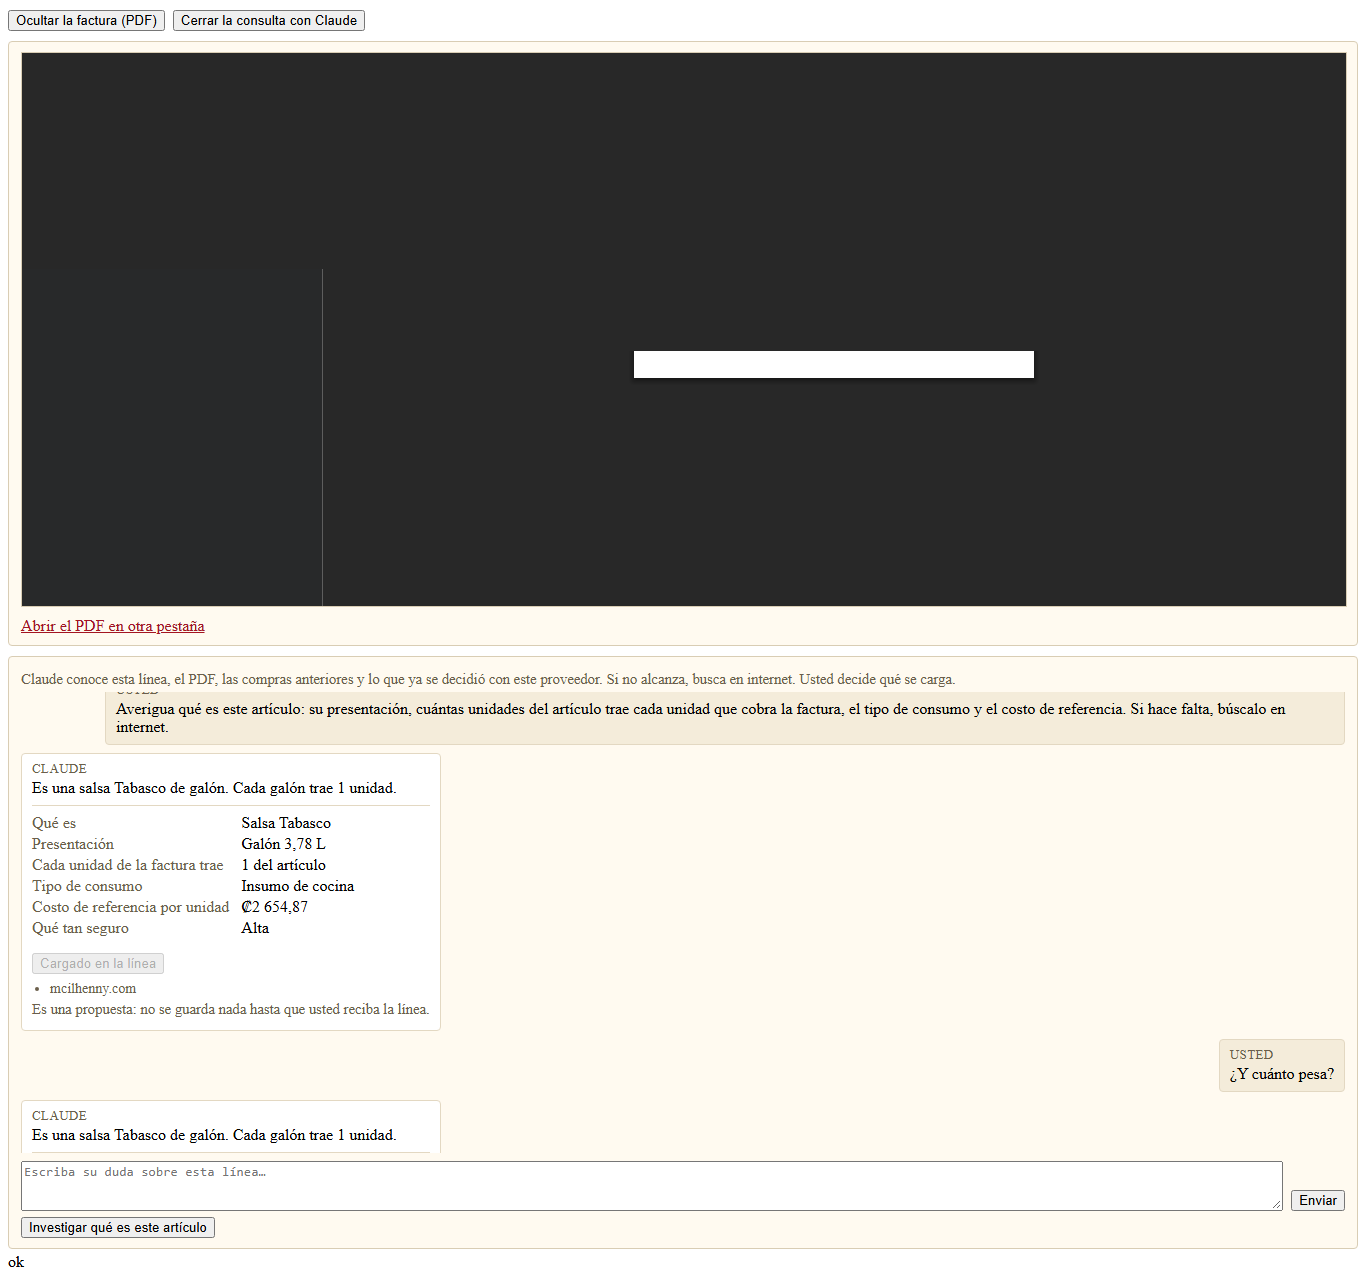 Ocultar la factura (PDF) Cerrar la consulta con Claude
Abrir el PDF en otra pestaña
Claude conoce esta línea, el PDF, las compras anteriores y lo que ya se decidió con este proveedor. Si no alcanza, busca en internet. Usted decide qué se carga.
USTED
Averigua qué es este artículo: su presentación, cuántas unidades del artículo trae cada unidad que cobra la factura, el tipo de consumo y el costo de referencia. Si hace falta, búscalo en
internet.
CLAUDE
Es una salsa Tabasco de galón. Cada galón trae 1 unidad.
Qué es Salsa Tabasco
Presentación Galón 3,78 L
Cada unidad de la factura trae 1 del artículo
Tipo de consumo Insumo de cocina
Costo de referencia por unidad ₡2 654,87
Qué tan seguro Alta
Cargado en la línea
• mcilhenny.com
Es una propuesta: no se guarda nada hasta que usted reciba la línea.
USTED
¿Y cuánto pesa?
CLAUDE
Es una salsa Tabasco de galón. Cada galón trae 1 unidad.
Escriba su duda sobre esta línea…
Enviar
Investigar qué es este artículo
ok